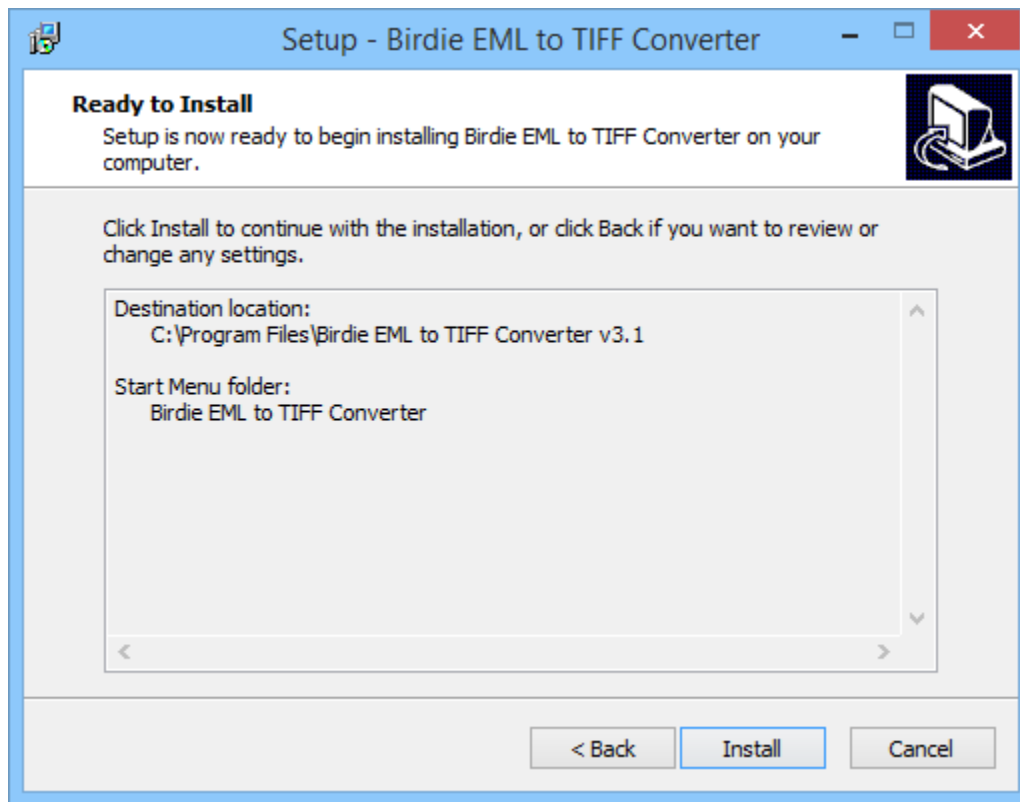 Setup - Birdie EML to TIFF Converter
Ready to Install
Setup is now ready to begin installing Birdie EML to TIFF Converter on your
computer.
Click Install to continue with the installation, or click Back if you want to review or
change any settings.
Destination location:
C:\Program Files\Birdie EML to TIFF Converter v3.1
Start Menu folder:
Birdie EML to TIFF Converter
< Back
Install
Cancel